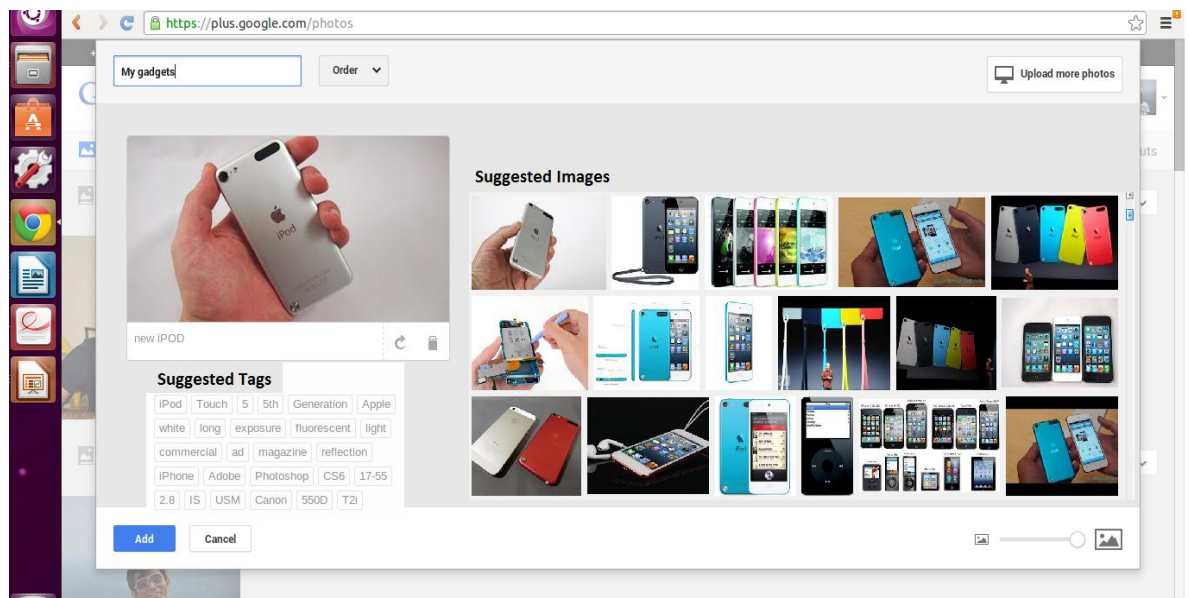 https://plus.google.com/photos
My gadgets
Order
Upload more photos
uts
iPod
Suggested Images
new iPOD
Suggested Tags
iPod Touch 5 5th Generation Apple
white long exposure fluorescent light
commercial ad magazine reflection
iPhone Adobe Photoshop CS6 17-55
2.8 IS USM Canon 550D T2i
Add Cancel